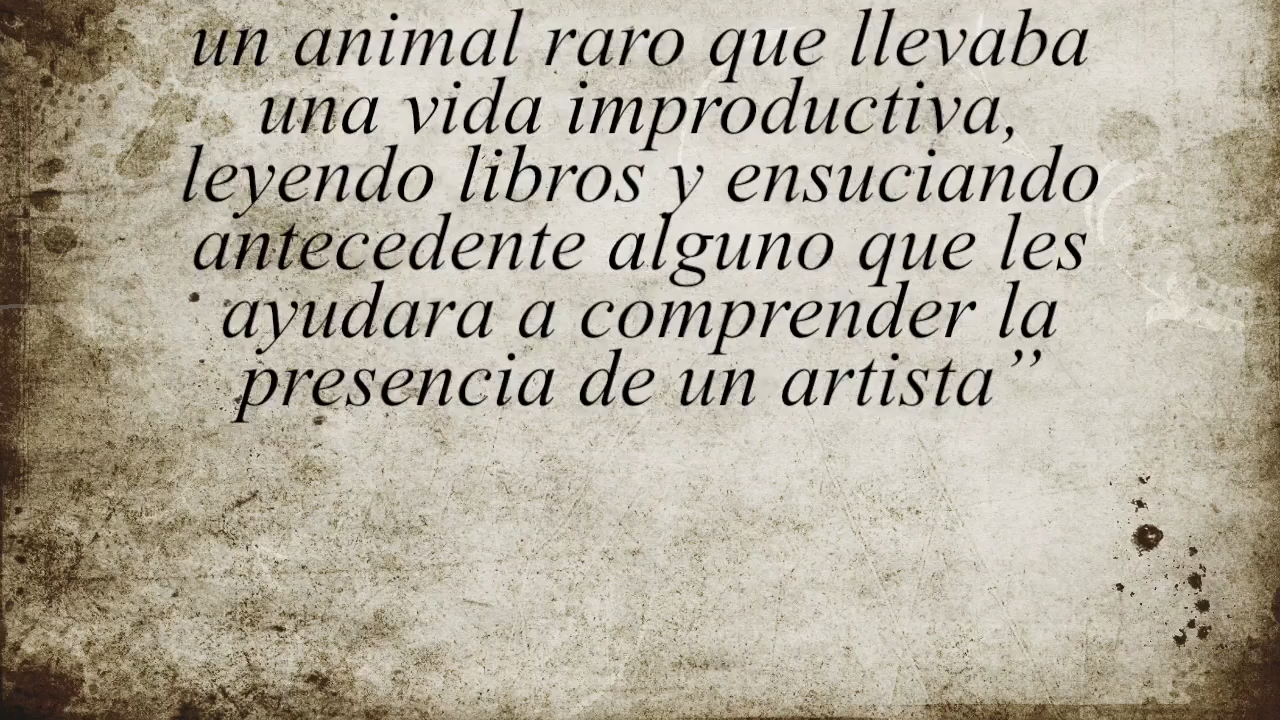 un animal raro que llevaba
una vida improductiva,
leyendo libros y ensuciando
antecedente alguno que les
ayudara a comprender la
presencia de un artista”